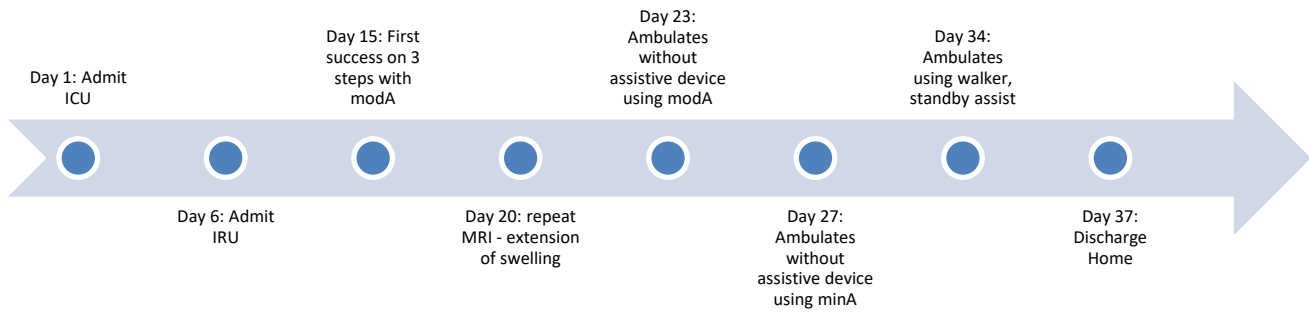 Day 1: Admit
ICU
Day 6: Admit
IRU
Day 15: First
success on 3
steps with
modA
Day 20: repeat
MRI - extension
of swelling
Day 23:
Ambulates
without
assistive device
using modA
Day 27:
Ambulates
without
assistive device
using minA
Day 34:
Ambulates
using walker,
standby assist
Day 37:
Discharge
Home